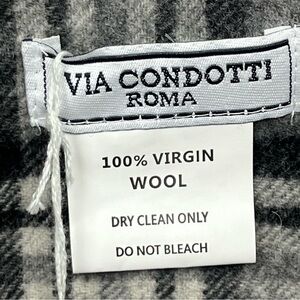 VIA CONDOTTI
ROMA
100% VIRGIN
WOOL
DRY CLEAN ONLY
DO NOT BLEACH